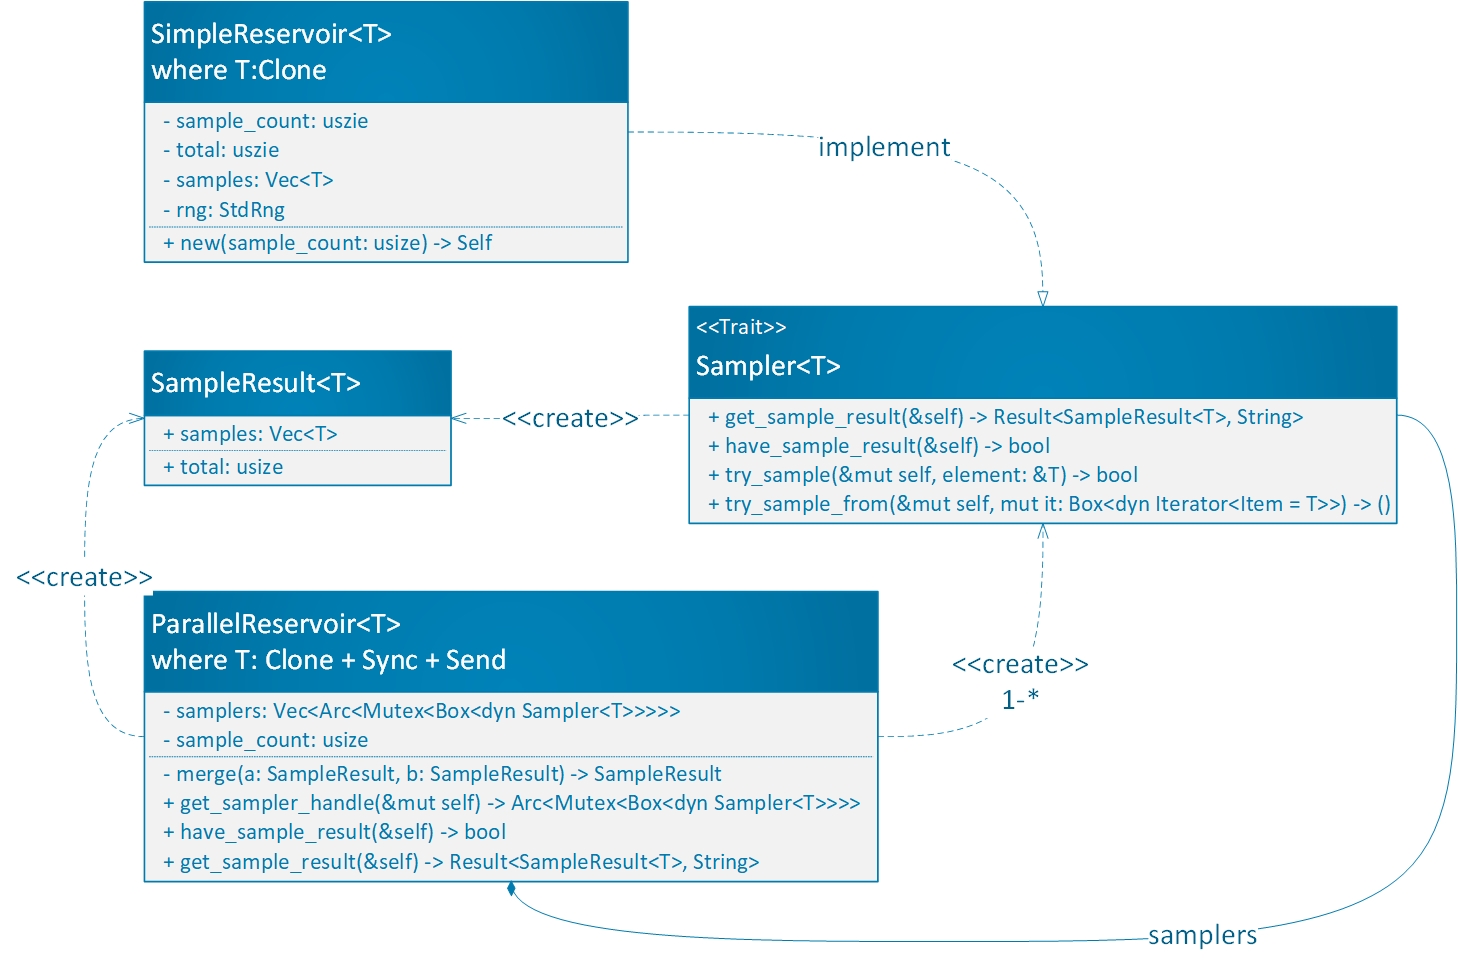 SimpleReservoir<T>
where T:Clone
- sample_count: uszie
- total: uszie
- samples: Vec<T>
- rng: StdRng
+ new(sample_count: usize) -> Self
implement
<<Trait>>
Sampler<T>
+ get_sample_result(&self) -> Result<SampleResult<T>, String>
+ have_sample_result(&self) -> bool
+ try_sample(&mut self, element: &T) -> bool
+ try_sample_from(&mut self, mut it: Box<dyn Iterator<Item = T>>) -> ()
SampleResult<T>
+ samples: Vec<T>
+ total: usize
<<create>>
<<create>>
ParallelReservoir<T>
where T: Clone + Sync + Send
- samplers: Vec<Arc<Mutex<Box<dyn Sampler<T>>>>>
- sample_count: usize
- merge(a: SampleResult, b: SampleResult) -> SampleResult
+ get_sampler_handle(&mut self) -> Arc<Mutex<Box<dyn Sampler<T>>>>
+ have_sample_result(&self) -> bool
+ get_sample_result(&self) -> Result<SampleResult<T>, String>
<<create>>
1-*
samplers